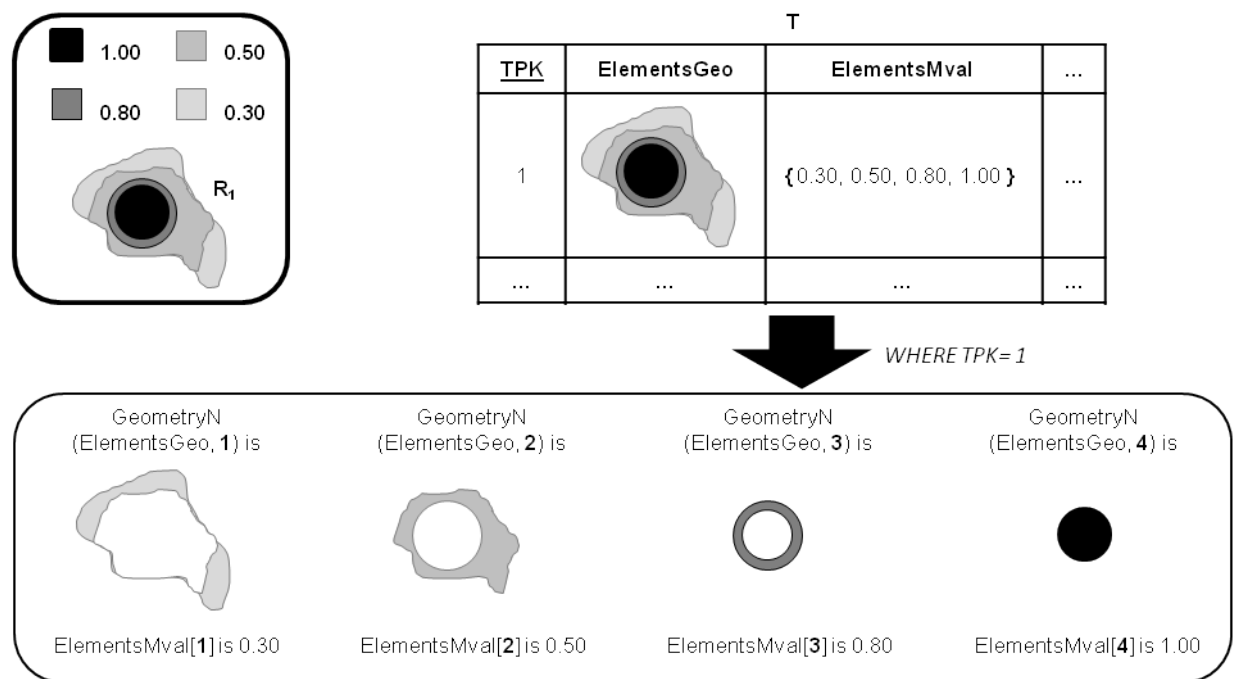 1.00 0.50
0.80 0.30
R1
T
TPK ElementsGeo ElementsMval ...
1 {0.30, 0.50, 0.80, 1.00 } ...
... ... ... ...
WHERE TPK= 1
GeometryN
(ElementsGeo, 1) is
ElementsMval[1] is 0.30
GeometryN
(ElementsGeo, 2) is
ElementsMval[2] is 0.50
GeometryN
(ElementsGeo, 3) is
ElementsMval[3] is 0.80
GeometryN
(ElementsGeo, 4) is
ElementsMval[4] is 1.00